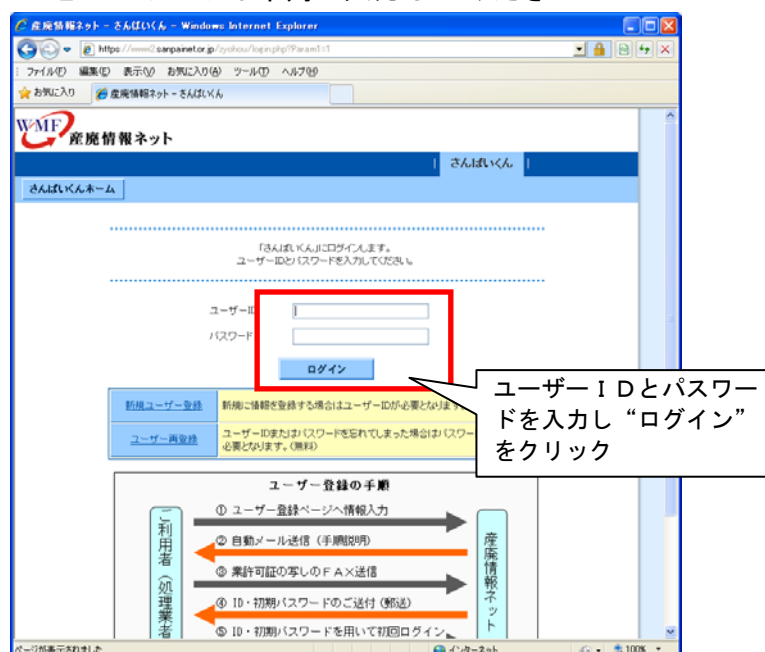 産廃情報ネット - さんぱいくん - Windows Internet Explorer
https://www2.sanpainet.or.jp/zyohou/login.php?Param1=1
ファイル(F) 編集(E) 表示(V) お気に入り(A) ツール(T) ヘルプ(H)
お気に入り
産廃情報ネット - さんぱいくん
WMF 産廃情報ネット
さんぱいくん
さんぱいくんホーム
「さんぱいくん」にログインします。
ユーザーIDとパスワードを入力してください。
ユーザーID
パスワード
ログイン
ユーザーＩＤとパスワー
ドを入力し“ログイン”
をクリック
新規ユーザー登録
新規に情報を登録する場合はユーザーIDが必要となります
ユーザー再登録
ユーザーIDまたはパスワードを忘れてしまった場合はパスワー
必要となります。(無料)
ユーザー登録の手順
ご利用者（処理業者
① ユーザー登録ページへ情報入力
② 自動メール送信（手順説明）
③ 業許可証の写しのＦＡＸ送信
④ ID・初期パスワードのご送付（郵送）
⑤ ID・初期パスワードを用いて初回ログイン
産廃情報ネット
ページが表示されました
インターネット
100%